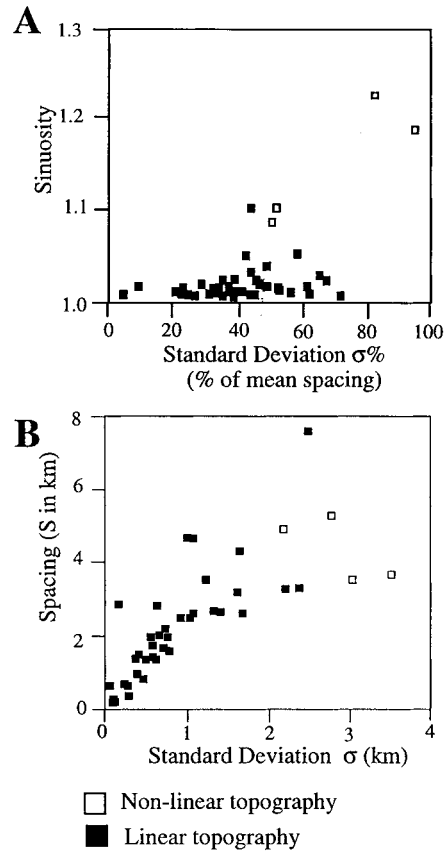 A
1.3
1.2
1.1
1.0
Sinuosity
0 20 40 60 80 100
Standard Deviation σ%
(% of mean spacing)
B
8
6
4
2
0
Spacing (S in km)
0 1 2 3 4
Standard Deviation σ (km)
Non-linear topography
Linear topography